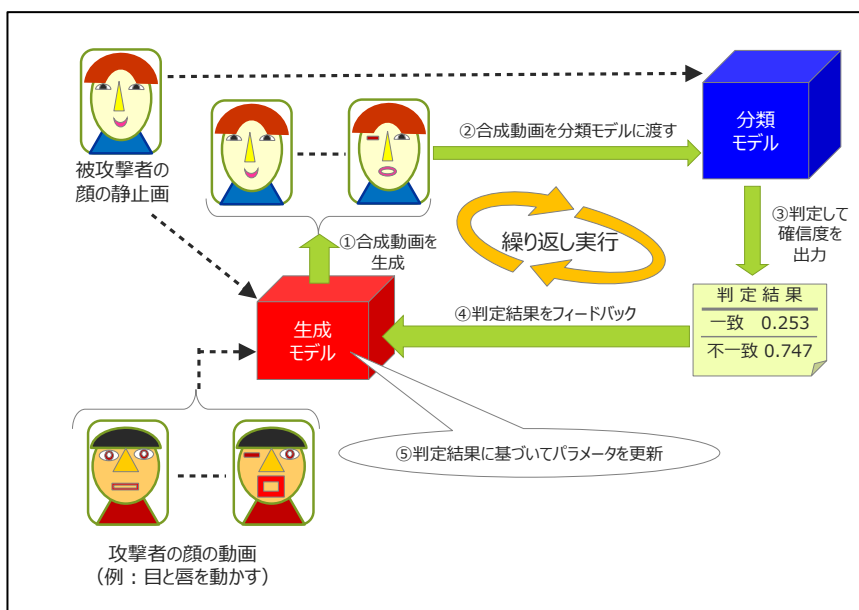 被攻撃者の
顔の静止画
②合成動画を分類モデルに渡す
分類
モデル
①合成動画を
生成
繰り返し実行
③判定して
確信度を
出力
生成
モデル
④判定結果をフィードバック
判定結果
一致 0.253
不一致 0.747
⑤判定結果に基づいてパラメータを更新
攻撃者の顔の動画
（例：目と唇を動かす）